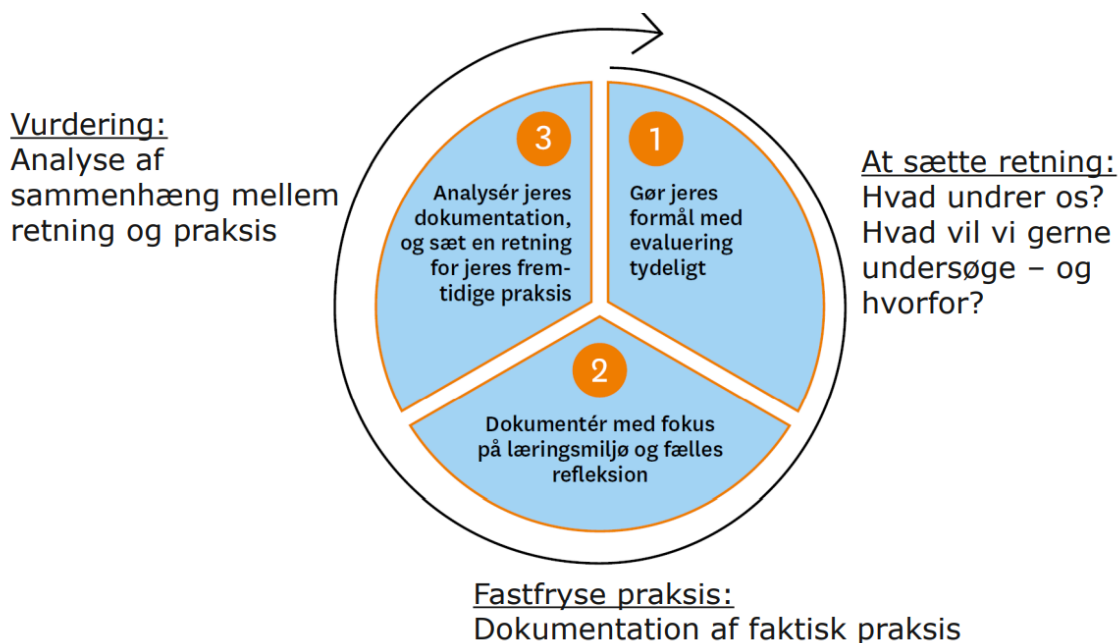 Vurdering:
Analyse af
sammenhæng mellem
retning og praksis
3
Analysér jeres
dokumentation,
og sæt en retning
for jeres frem-
tidige praksis
1
Gør jeres
formål med
evaluering
tydeligt
At sætte retning:
Hvad undrer os?
Hvad vil vi gerne
undersøge – og
hvorfor?
2
Dokumentér med fokus
på læringsmiljø og fælles
refleksion
Fastfryse praksis:
Dokumentation af faktisk praksis